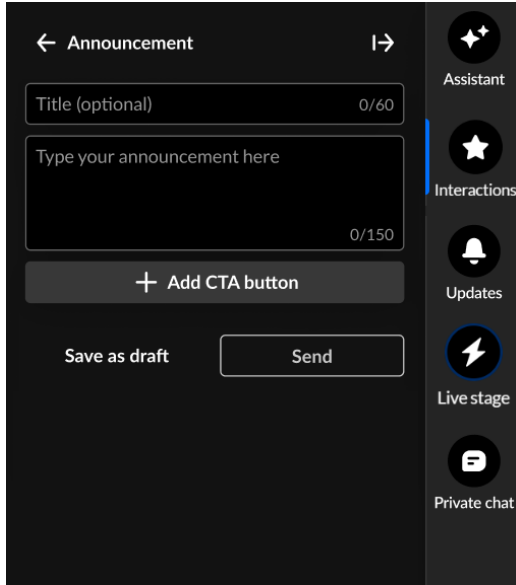 Announcement
Title (optional)
0/60
Type your announcement here
0/150
Add CTA button
Save as draft
Send
Assistant
Interactions
Updates
Live stage
Private chat